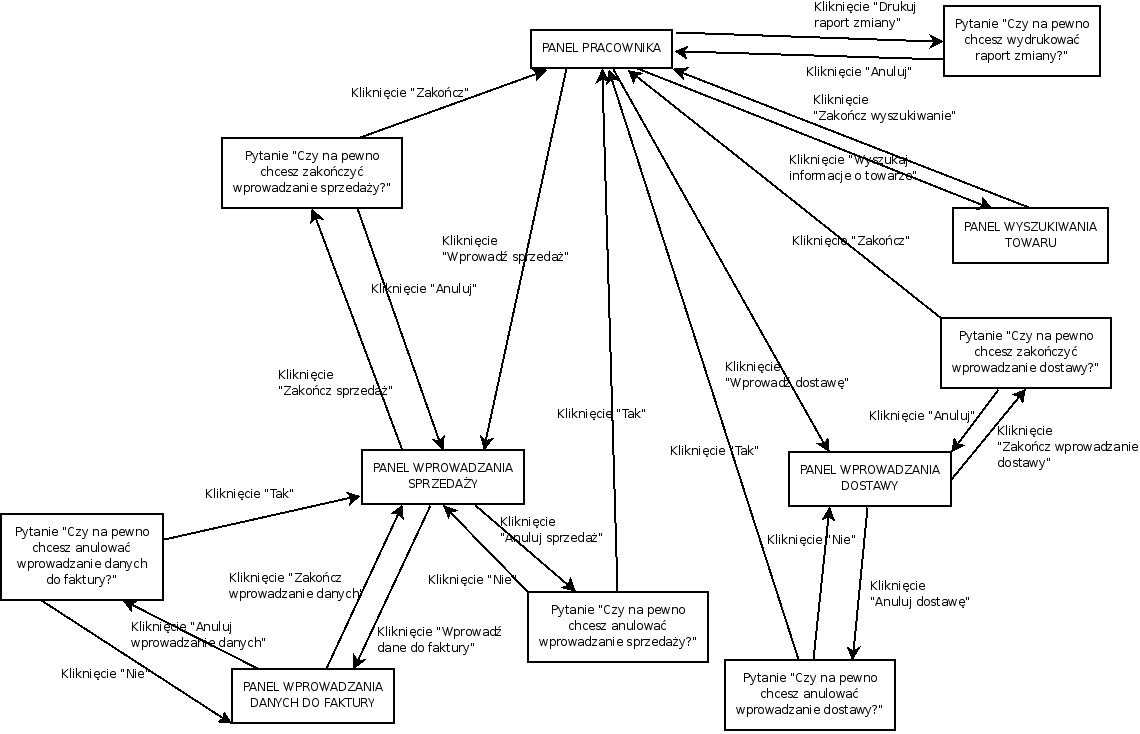 Kliknięcie "Drukuj
raport zmiany"
Pytanie "Czy na pewno
chcesz wydrukować
raport zmiany?"
PANEL PRACOWNIKA
Kliknięcie "Anuluj"
Kliknięcie "Zakończ"
Kliknięcie
"Zakończ wyszukiwanie"
Pytanie "Czy na pewno
chcesz zakończyć
wprowadzanie sprzedaży?"
Kliknięcie "Wyszukaj
informacje o towarze"
PANEL WYSZUKIWANIA
TOWARU
Kliknięcie
"Wprowadź sprzedaż"
Kliknięcie "Zakończ"
Kliknięcie "Anuluj"
Pytanie "Czy na pewno
chcesz zakończyć
wprowadzanie dostawy?"
Kliknięcie
"Zakończ sprzedaż"
Kliknięcie
"Wprowadź dostawę"
Kliknięcie "Tak"
Kliknięcie "Anuluj"
Kliknięcie
"Zakończ wprowadzanie
dostawy"
Kliknięcie "Tak"
PANEL WPROWADZANIA
SPRZEDAŻY
PANEL WPROWADZANIA
DOSTAWY
Kliknięcie "Tak"
Pytanie "Czy na pewno
chcesz anulować
wprowadzanie danych
do faktury?"
Kliknięcie
"Anuluj sprzedaż"
Kliknięcie "Nie"
Kliknięcie "Zakończ
wprowadzanie danych"
Kliknięcie "Nie"
Kliknięcie
"Anuluj dostawę"
Pytanie "Czy na pewno
chcesz anulować
wprowadzanie sprzedaży?"
Kliknięcie "Anuluj
wprowadzanie danych"
Kliknięcie "Wprowadź
dane do faktury"
Kliknięcie "Nie"
PANEL WPROWADZANIA
DANYCH DO FAKTURY
Pytanie "Czy na pewno
chcesz anulować
wprowadzanie dostawy?"